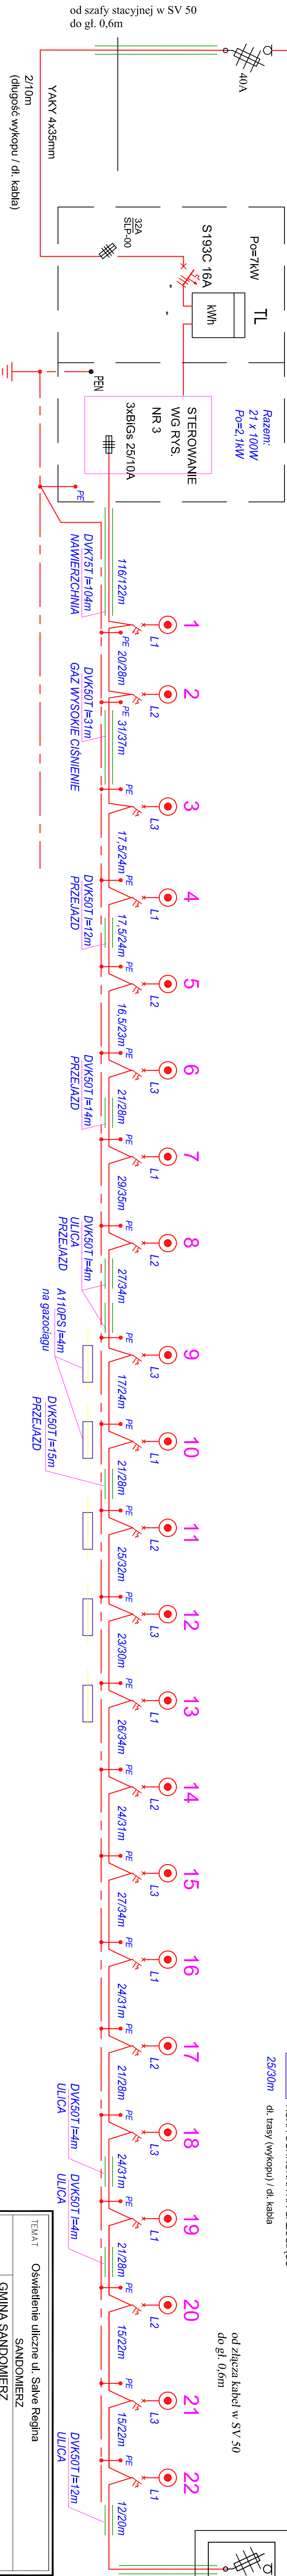 od szafy stacyjnej w SV 50
do gł. 0,6m
40A
YAKY 4x35mm
2/10m
(długość wykopu / dł. kabla)
Po=7kW
TL
kWh
S193C 16A
32A
SLP-00
PEN
Razem:
21 x 100W
Po=2,1kW
STEROWANIE
WG RYS.
NR 3
3xBiGs 25/10A
PE
116/122m
DVK75T l=104m
NAWIERZCHNIA
1
L1
PE
20/28m
2
L2
PE
31/37m
DVK50T l=31m
GAZ WYSOKIE CIŚNIENIE
PE
3
L3
17,5/24m
PE
4
L1
17,5/24m
DVK50T l=12m
PRZEJAZD
PE
5
L2
16,5/23m
PE
6
L3
21/28m
DVK50T l=14m
PRZEJAZD
PE
7
L1
29/35m
PE
8
L2
27/34m
DVK50T l=4m
ULICA
PRZEJAZD
PE
9
L3
17/24m
A110PS l=4m
na gazociągu
PE
10
L1
21/28m
DVK50T l=15m
PRZEJAZD
PE
11
L2
25/32m
PE
12
L3
23/30m
PE
13
L1
26/34m
PE
14
L2
24/31m
PE
15
L3
27/34m
PE
16
L1
24/31m
PE
17
L2
21/28m
PE
18
L3
24/31m
DVK50T l=4m
ULICA
PE
19
L1
21/28m
DVK50T l=4m
ULICA
PE
20
L2
15/22m
PE
21
L3
15/22m
PE
22
L1
12/20m
DVK50T l=12m
ULICA
25/30m
dł. trasy (wykopu) / dł. kabla
od złącza kabel w SV 50
do gł. 0,6m
TEMAT
Oświetlenie uliczne ul. Salve Regina
SANDOMIERZ
GMINA SANDOMIERZ